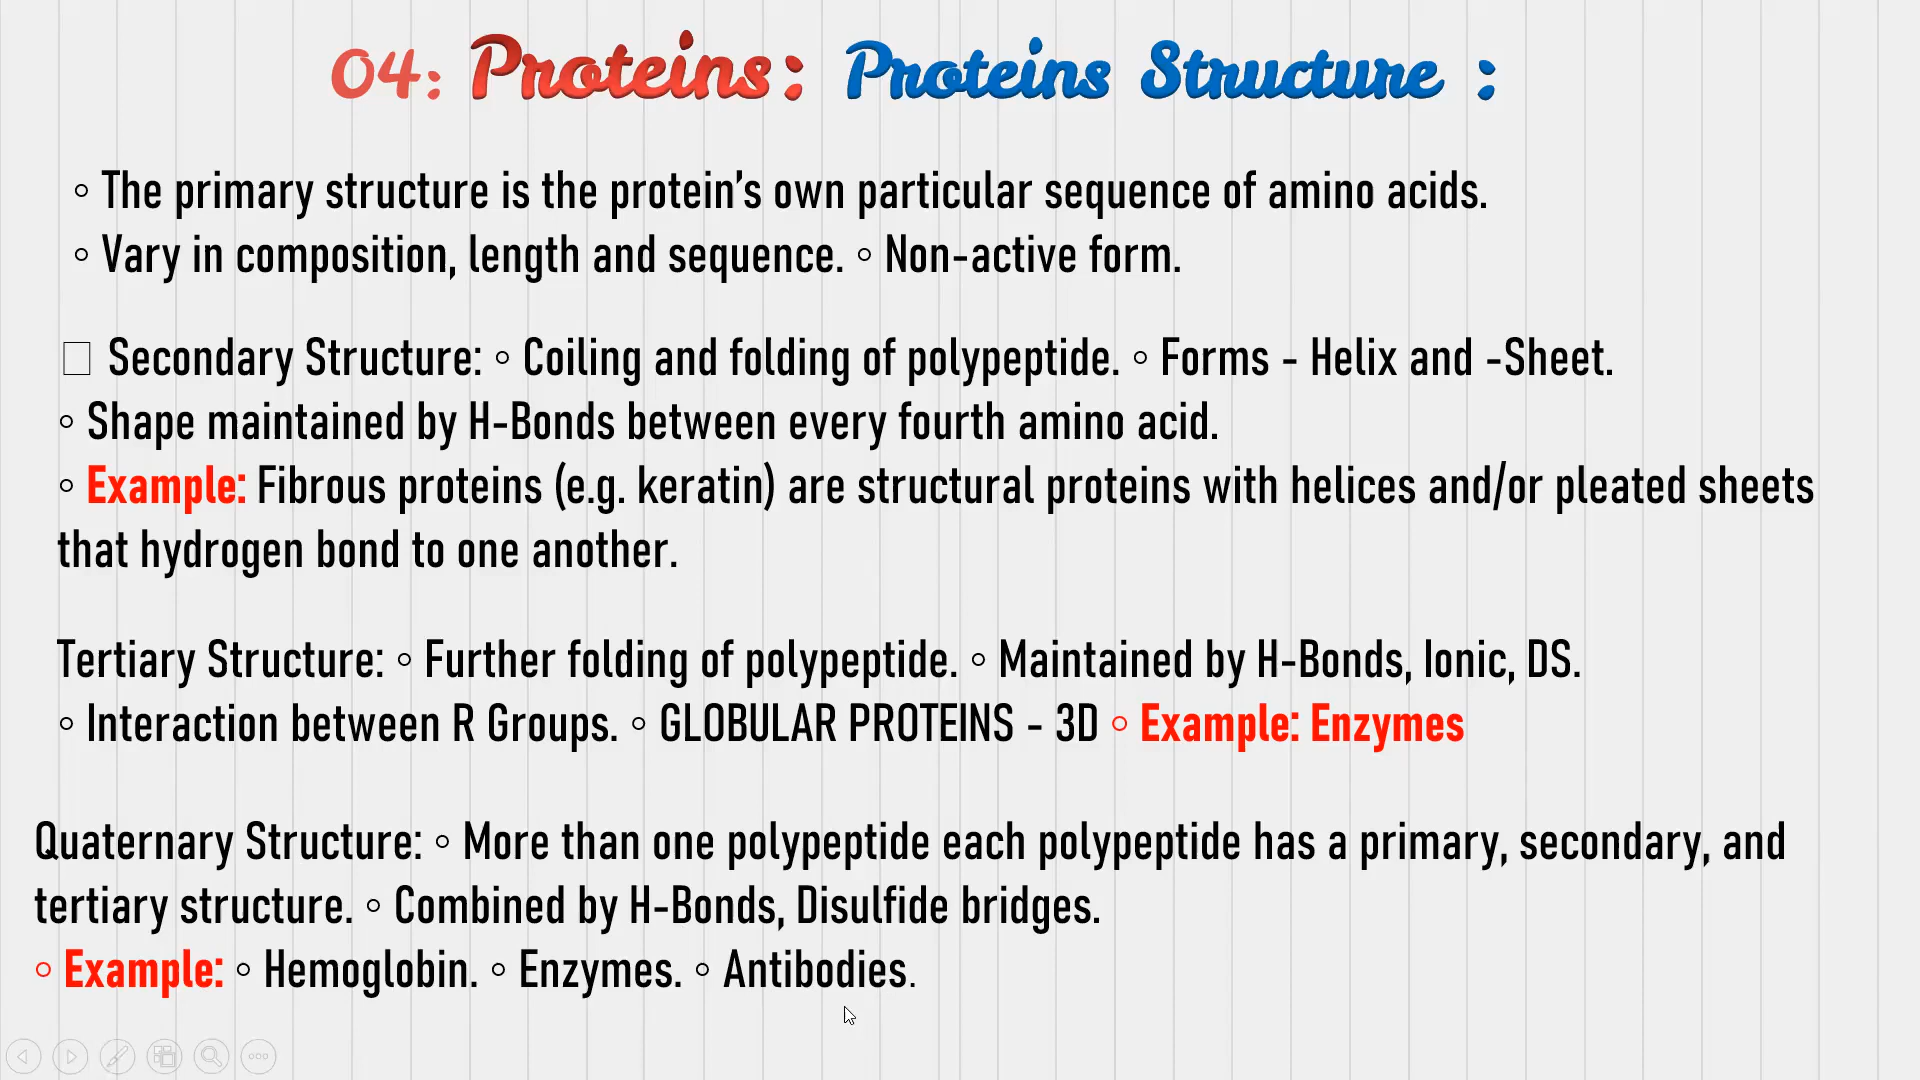 04: Proteins: Proteins Structure :
◦ The primary structure is the protein’s own particular sequence of amino acids.
◦ Vary in composition, length and sequence. ◦ Non-active form.
□ Secondary Structure: ◦ Coiling and folding of polypeptide. ◦ Forms - Helix and -Sheet.
◦ Shape maintained by H-Bonds between every fourth amino acid.
◦ Example: Fibrous proteins (e.g. keratin) are structural proteins with helices and/or pleated sheets
that hydrogen bond to one another.
Tertiary Structure: ◦ Further folding of polypeptide. ◦ Maintained by H-Bonds, Ionic, DS.
◦ Interaction between R Groups. ◦ GLOBULAR PROTEINS - 3D ◦ Example: Enzymes
Quaternary Structure: ◦ More than one polypeptide each polypeptide has a primary, secondary, and
tertiary structure. ◦ Combined by H-Bonds, Disulfide bridges.
◦ Example: ◦ Hemoglobin. ◦ Enzymes. ◦ Antibodies.